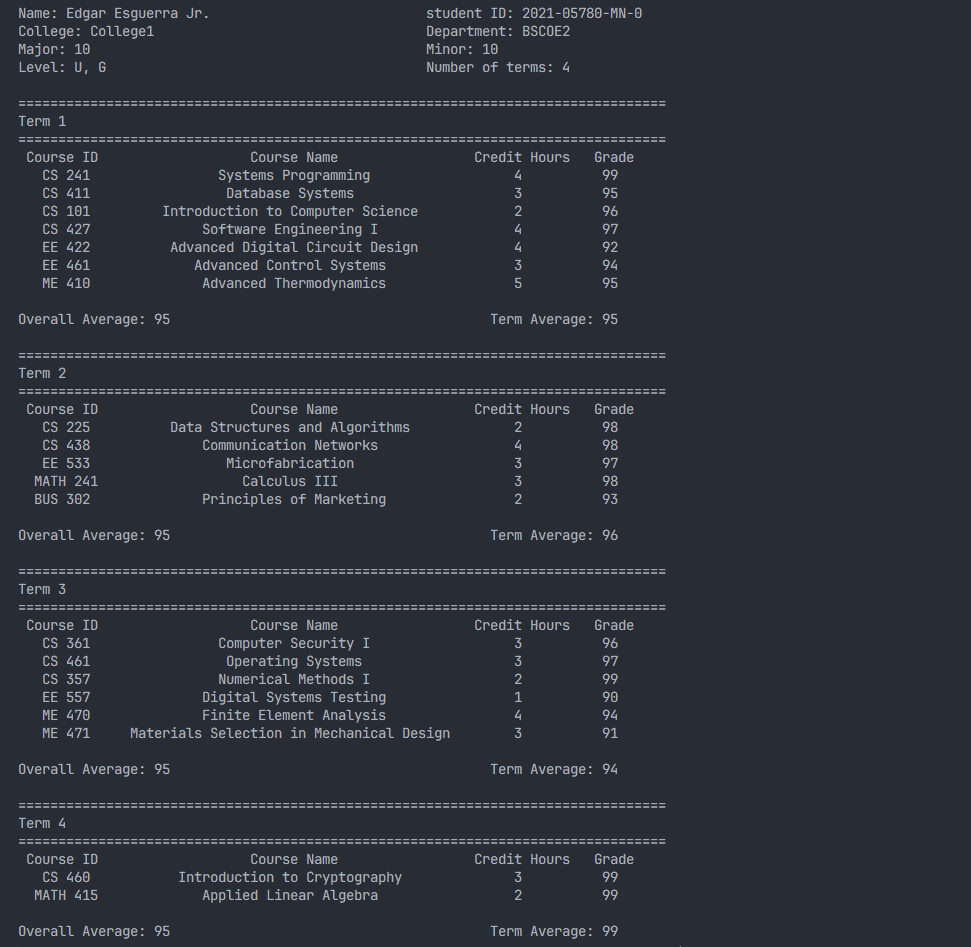 Name: Edgar Esguerra Jr. student ID: 2021-05780-MN-0
College: College1 Department: BSCOE2
Major: 10 Minor: 10
Level: U, G Number of terms: 4
=================================================================================
Term 1
=================================================================================
Course ID Course Name Credit Hours Grade
CS 241 Systems Programming 4 99
CS 411 Database Systems 3 95
CS 101 Introduction to Computer Science 2 96
CS 427 Software Engineering I 4 97
EE 422 Advanced Digital Circuit Design 4 92
EE 461 Advanced Control Systems 3 94
ME 410 Advanced Thermodynamics 5 95
Overall Average: 95 Term Average: 95
=================================================================================
Term 2
=================================================================================
Course ID Course Name Credit Hours Grade
CS 225 Data Structures and Algorithms 2 98
CS 438 Communication Networks 4 98
EE 533 Microfabrication 3 97
MATH 241 Calculus III 3 98
BUS 302 Principles of Marketing 2 93
Overall Average: 95 Term Average: 96
=================================================================================
Term 3
=================================================================================
Course ID Course Name Credit Hours Grade
CS 361 Computer Security I 3 96
CS 461 Operating Systems 3 97
CS 357 Numerical Methods I 2 99
EE 557 Digital Systems Testing 1 90
ME 470 Finite Element Analysis 4 94
ME 471 Materials Selection in Mechanical Design 3 91
Overall Average: 95 Term Average: 94
=================================================================================
Term 4
=================================================================================
Course ID Course Name Credit Hours Grade
CS 460 Introduction to Cryptography 3 99
MATH 415 Applied Linear Algebra 2 99
Overall Average: 95 Term Average: 99